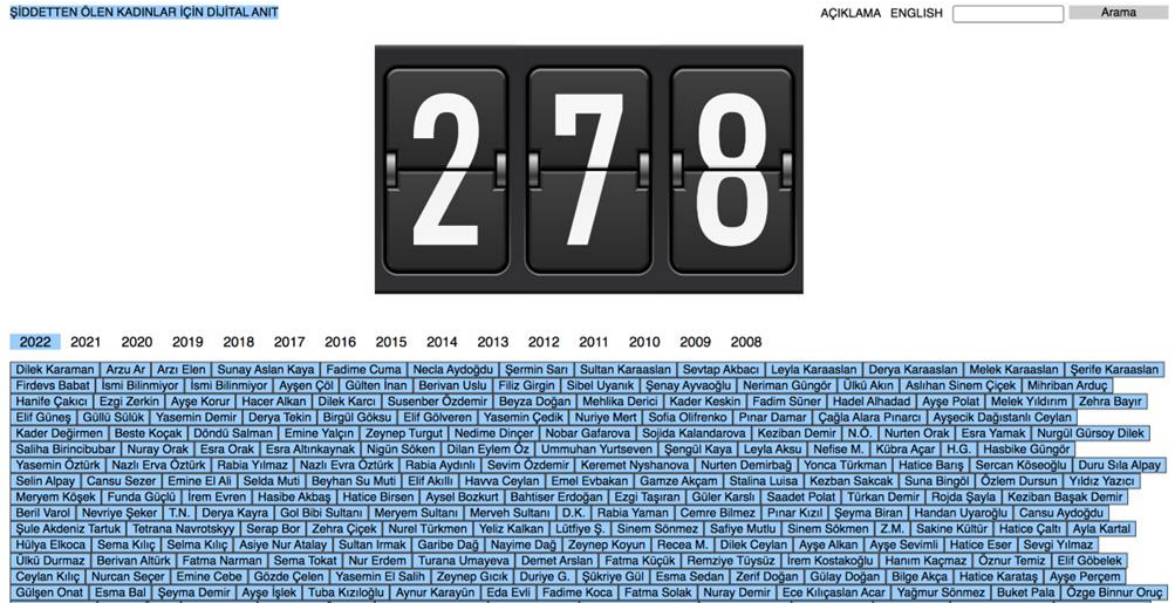 ŞİDDETTEN ÖLEN KADINLAR İÇİN DİJİTAL ANIT AÇIKLAMA ENGLISH Arama
278
2022 2021 2020 2019 2018 2017 2016 2015 2014 2013 2012 2011 2010 2009 2008
Dilek Karaman | Arzu Ar | Arzı Elen | Sunay Aslan Kaya | Fadime Cuma | Necla Aydoğdu | Şermin Sarı | Sultan Karaaslan | Sevtap Akbacı | Leyla Karaaslan | Derya Karaaslan | Melek Karaaslan | Şerife Karaaslan
Firdevs Babat | İsmi Bilinmiyor | İsmi Bilinmiyor | Ayşen Çöl | Gülten İnan | Berivan Uslu | Filiz Girgin | Sibel Uyanık | Şenay Ayvaoğlu | Neriman Güngör | Ülkü Akın | Aslıhan Sinem Çiçek | Mihriban Arduç
Hanife Çakıcı | Ezgi Zerkin | Ayşe Korur | Hacer Alkan | Dilek Karcı | Susenber Özdemir | Beyza Doğan | Mehlika Derici | Kader Keskin | Fadim Süner | Hadel Alhadad | Ayşe Polat | Melek Yıldırım | Zehra Bayır
Elif Güneş | Güllü Sülük | Yasemin Demir | Derya Tekin | Birgül Göksu | Elif Gölveren | Yasemin Çedik | Nuriye Mert | Sofia Olifrenko | Pınar Damar | Çağla Alara Pınarcı | Ayşecik Dağıstanlı Ceylan
Kader Değirmen | Beste Koçak | Döndü Salman | Emine Yalçın | Zeynep Turgut | Nedime Dinçer | Nobar Gafarova | Sojida Kalandarova | Keziban Demir | N.Ö. | Nurten Orak | Esra Yamak | Nurgül Gürsoy Dilek
Saliha Birincibubar | Nuray Orak | Esra Orak | Esra Altınkaynak | Nigün Söken | Dilan Eylem Öz | Ummuhan Yurtseven | Şengül Kaya | Leyla Aksu | Nefise M. | Kübra Açar | H.G. | Hasbike Güngör
Yasemin Öztürk | Nazlı Erva Öztürk | Rabia Yılmaz | Nazlı Evra Öztürk | Rabia Aydınlı | Sevim Özdemir | Keremet Nyshanova | Nurten Demirbağ | Yonca Türkman | Hatice Barış | Sercan Köseoğlu | Duru Sıla Alpay
Selin Alpay | Cansu Sezer | Emine El Ali | Selda Muti | Beyhan Su Muti | Elif Akıllı | Havva Ceylan | Emel Evbakan | Gamze Akçam | Stalina Luisa | Kezban Sakcak | Suna Bingöl | Özlem Dursun | Yıldız Yazıcı
Meryem Köşek | Funda Güçlü | İrem Evren | Hasibe Akbaş | Hatice Birsen | Aysel Bozkurt | Bahtiser Erdoğan | Ezgi Taşıran | Güler Karslı | Saadet Polat | Türkan Demir | Rojda Şayla | Keziban Başak Demir
Beril Varol | Nevriye Şeker | T.N. | Derya Kayra | Gol Bibi Sultanı | Meryem Sultanı | Merveh Sultanı | D.K. | Rabia Yaman | Cemre Bilmez | Pınar Kızıl | Şeyma Biran | Handan Uyaroğlu | Cansu Aydoğdu
Şule Akdeniz Tartuk | Tetrana Navrotskyy | Serap Bor | Zehra Çiçek | Nurel Türkmen | Yeliz Kalkan | Lütfiye Ş. | Sinem Sönmez | Safiye Mutlu | Sinem Sökmen | Z.M. | Sakine Kültür | Hatice Çaltı | Ayla Kartal
Hülya Elkoca | Sema Kılıç | Selma Kılıç | Asiye Nur Atalay | Sultan Irmak | Garibe Dağ | Nayime Dağ | Zeynep Koyun | Recea M. | Dilek Ceylan | Ayşe Alkan | Ayşe Sevimli | Hatice Eser | Sevgi Yılmaz
Ülkü Durmaz | Berivan Altürk | Fatma Narman | Sema Tokat | Nur Erdem | Turana Umayeva | Demet Arslan | Fatma Küçük | Remziye Tüysüz | İrem Kostakoğlu | Hanım Kaçmaz | Öznur Temiz | Elif Göbelek
Ceylan Kılıç | Nurcan Seçer | Emine Cebe | Gözde Çelen | Yasemin El Salih | Zeynep Gıcık | Duriye G. | Şükriye Gül | Esma Sedan | Zerif Doğan | Gülay Doğan | Bilge Akça | Hatice Karataş | Ayşe Perçem
Gülşen Onat | Esma Bal | Şeyma Demir | Ayşe İşlek | Tuba Kızıloğlu | Aynur Karayün | Eda Evli | Fadime Koca | Fatma Solak | Nuray Demir | Ece Kılıçaslan Acar | Yağmur Sönmez | Buket Pala | Özge Binnur Oruç